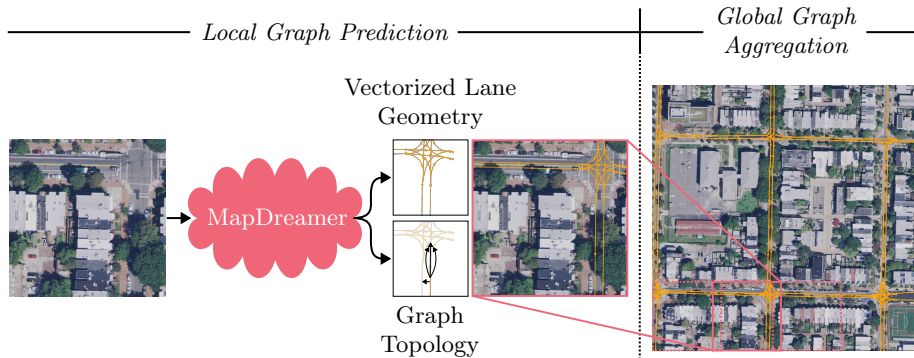 Local Graph Prediction
Global Graph
Aggregation
Vectorized Lane
Geometry
MapDreamer
Graph
Topology